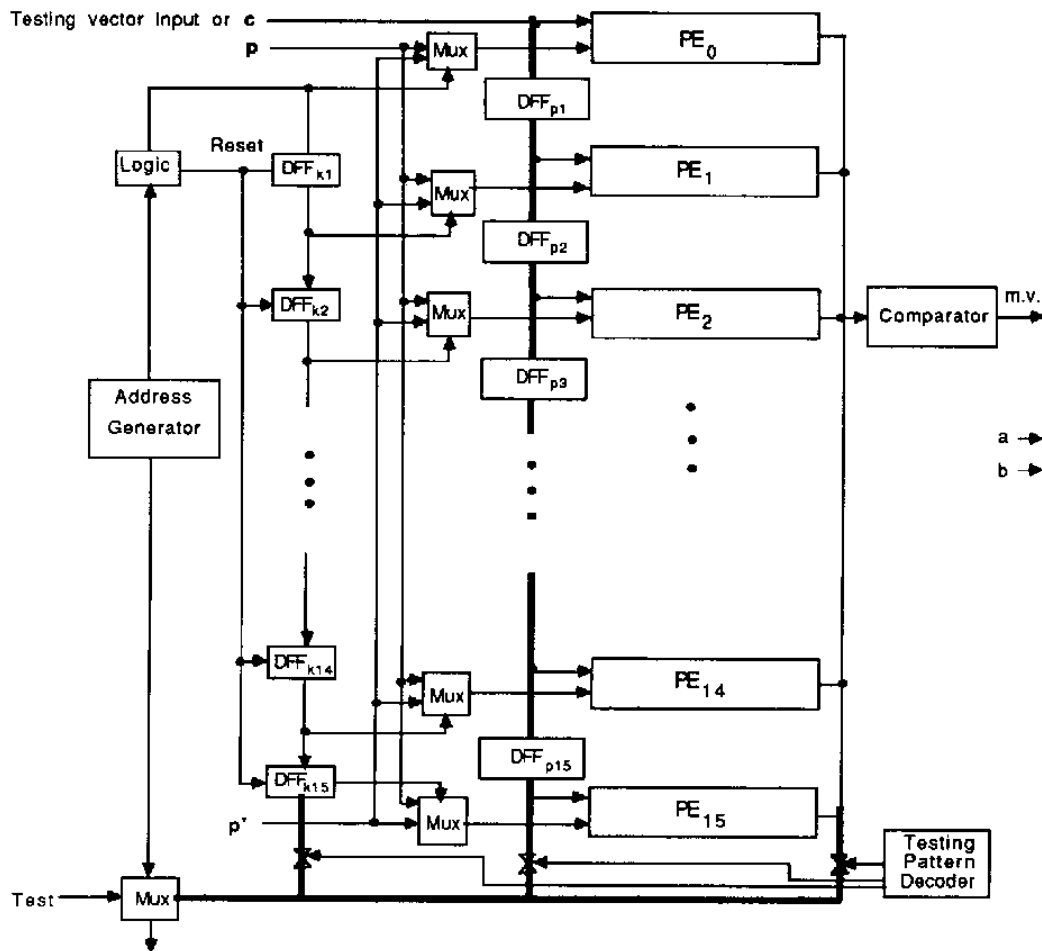 Testing vector Input or c
p
Mux
PE0
DFFp1
Logic
Reset
DFFk1
Mux
PE1
DFFp2
DFFk2
Mux
PE2
Comparator
m.v.
DFFp3
Address
Generator
a
b
DFFk14
Mux
PE14
DFFp15
DFFk15
p'
Mux
PE15
Testing
Pattern
Decoder
Test
Mux